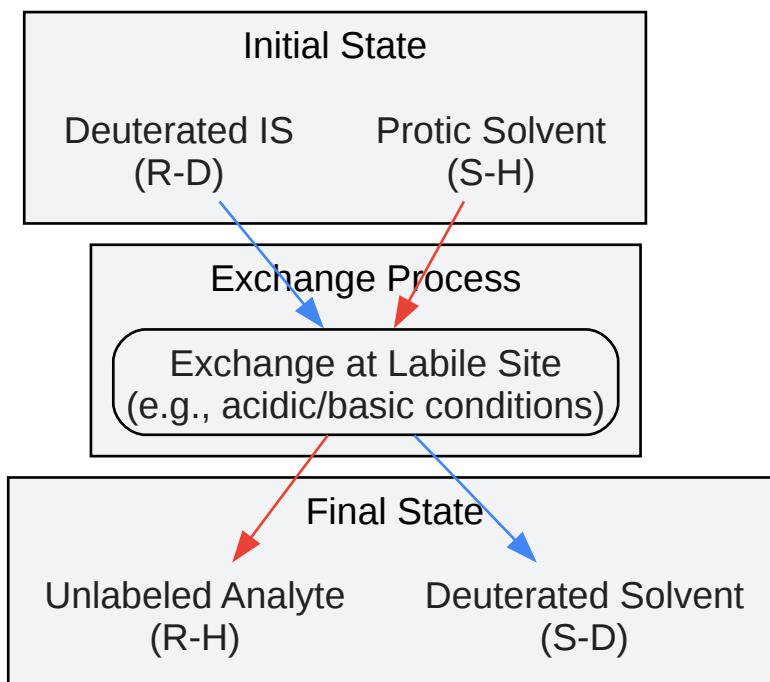 Initial State
Deuterated IS
(R-D)
Protic Solvent
(S-H)
Exchange Process
Exchange at Labile Site
(e.g., acidic/basic conditions)
Final State
Unlabeled Analyte
(R-H)
Deuterated Solvent
(S-D)